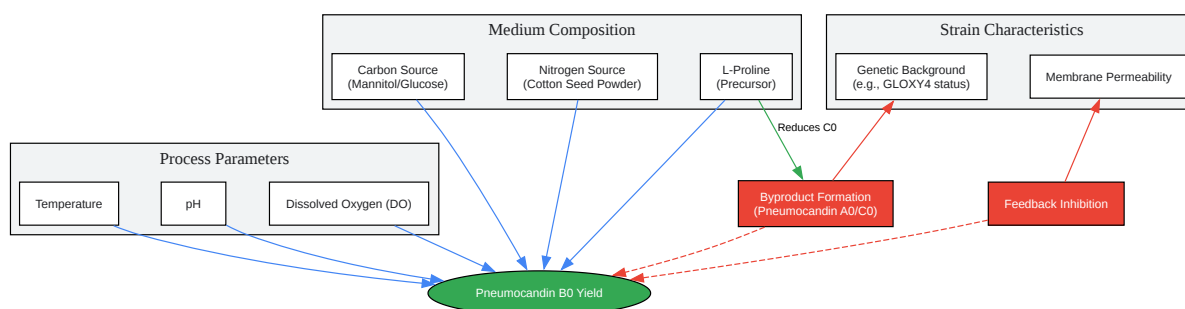 Medium Composition
Carbon Source
(Mannitol/Glucose)
Nitrogen Source
(Cotton Seed Powder)
L-Proline
(Precursor)
Strain Characteristics
Genetic Background
(e.g., GLOXY4 status)
Membrane Permeability
Reduces C0
Process Parameters
Temperature
pH
Dissolved Oxygen (DO)
Byproduct Formation
(Pneumocandin A0/C0)
Feedback Inhibition
Pneumocandin B0 Yield